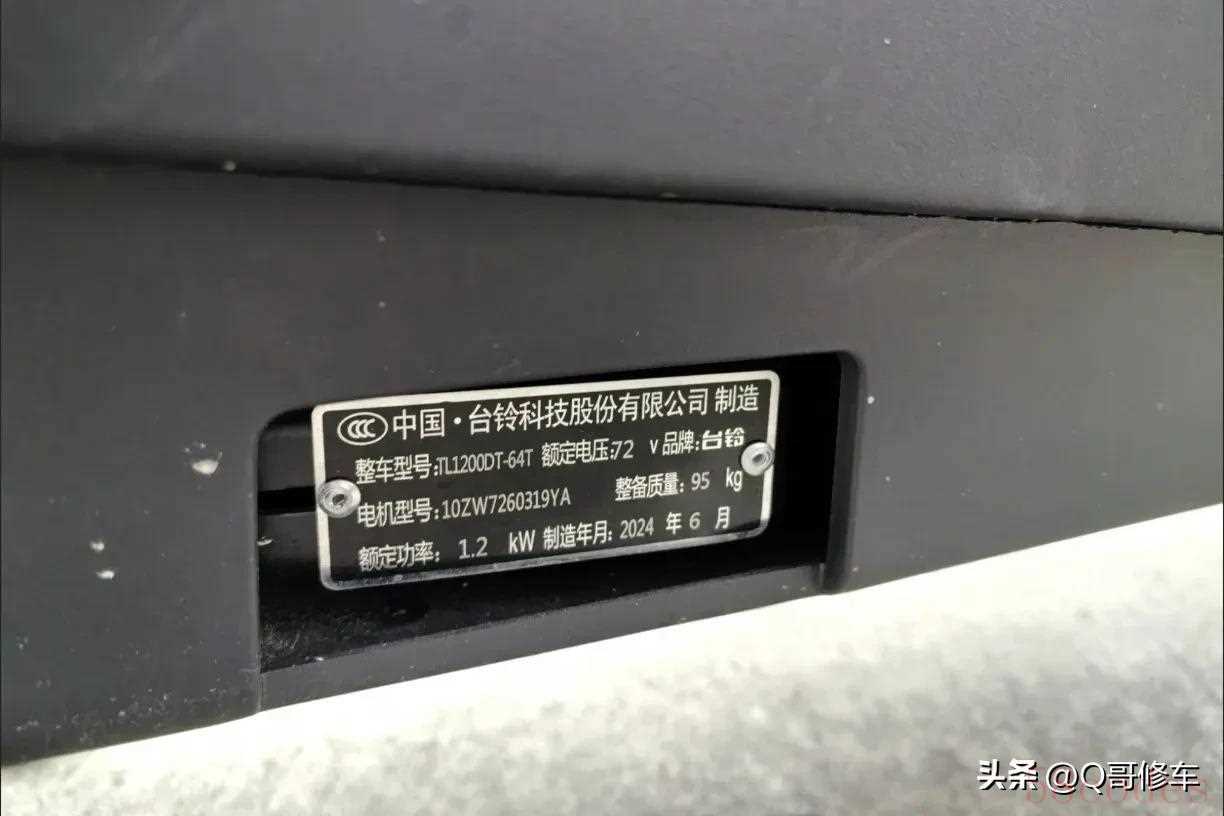 CCC 中国·台铃科技股份有限公司 制造
整车型号:TL1200DT-64T 额定电压:72 V 品牌:台铃
电机型号:10ZW7260319YA 整备质量: 95 kg
额定功率: 1.2 kW 制造年月: 2024 年 6 月
头条 @Q哥修车